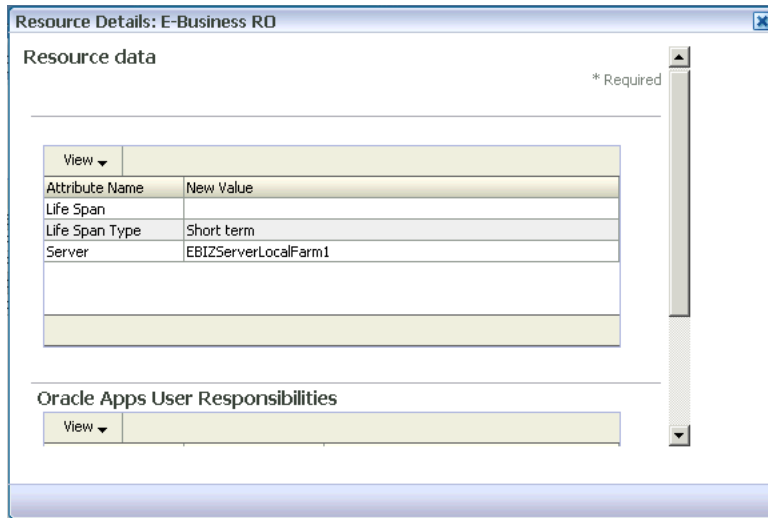 Resource Details: E-Business RO
Resource data
* Required
View
Attribute Name New Value
Life Span
Life Span Type Short term
Server EBIZServerLocalFarm1
Oracle Apps User Responsibilities
View